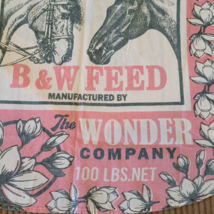 B&W FEED
MANUFACTURED BY
The WONDER
COMPANY
100 LBS.NET